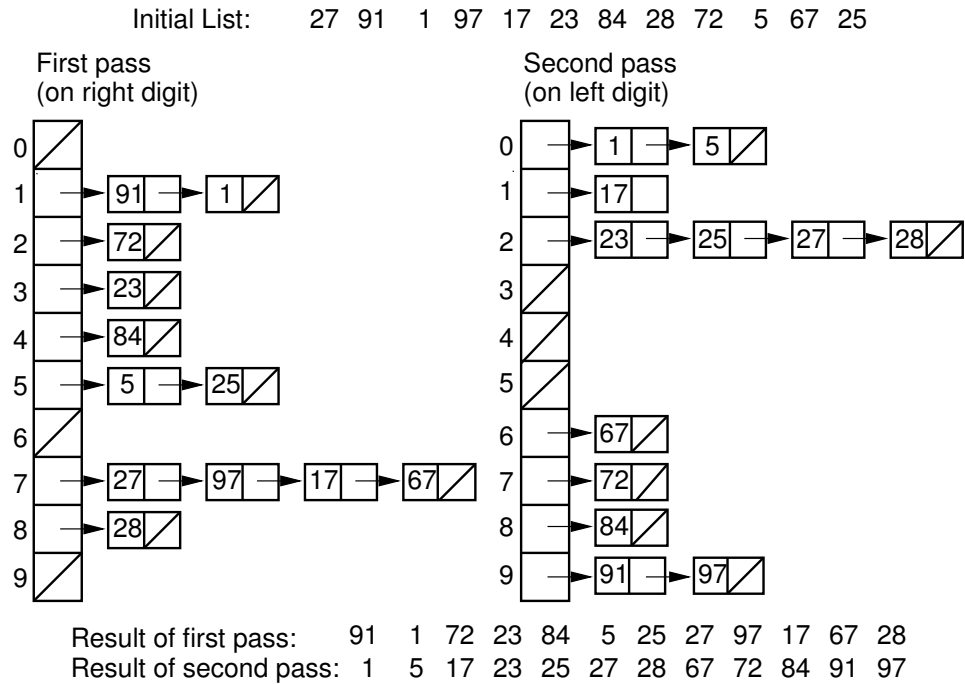 Initial List: 27 91 1 97 17 23 84 28 72 5 67 25
First pass
(on right digit)
0
1 91 1
2 72
3 23
4 84
5 5 25
6
7 27 97 17 67
8 28
9
Second pass
(on left digit)
0 1 5
1 17
2 23 25 27 28
3
4
5
6 67
7 72
8 84
9 91 97
Result of first pass: 91 1 72 23 84 5 25 27 97 17 67 28
Result of second pass: 1 5 17 23 25 27 28 67 72 84 91 97